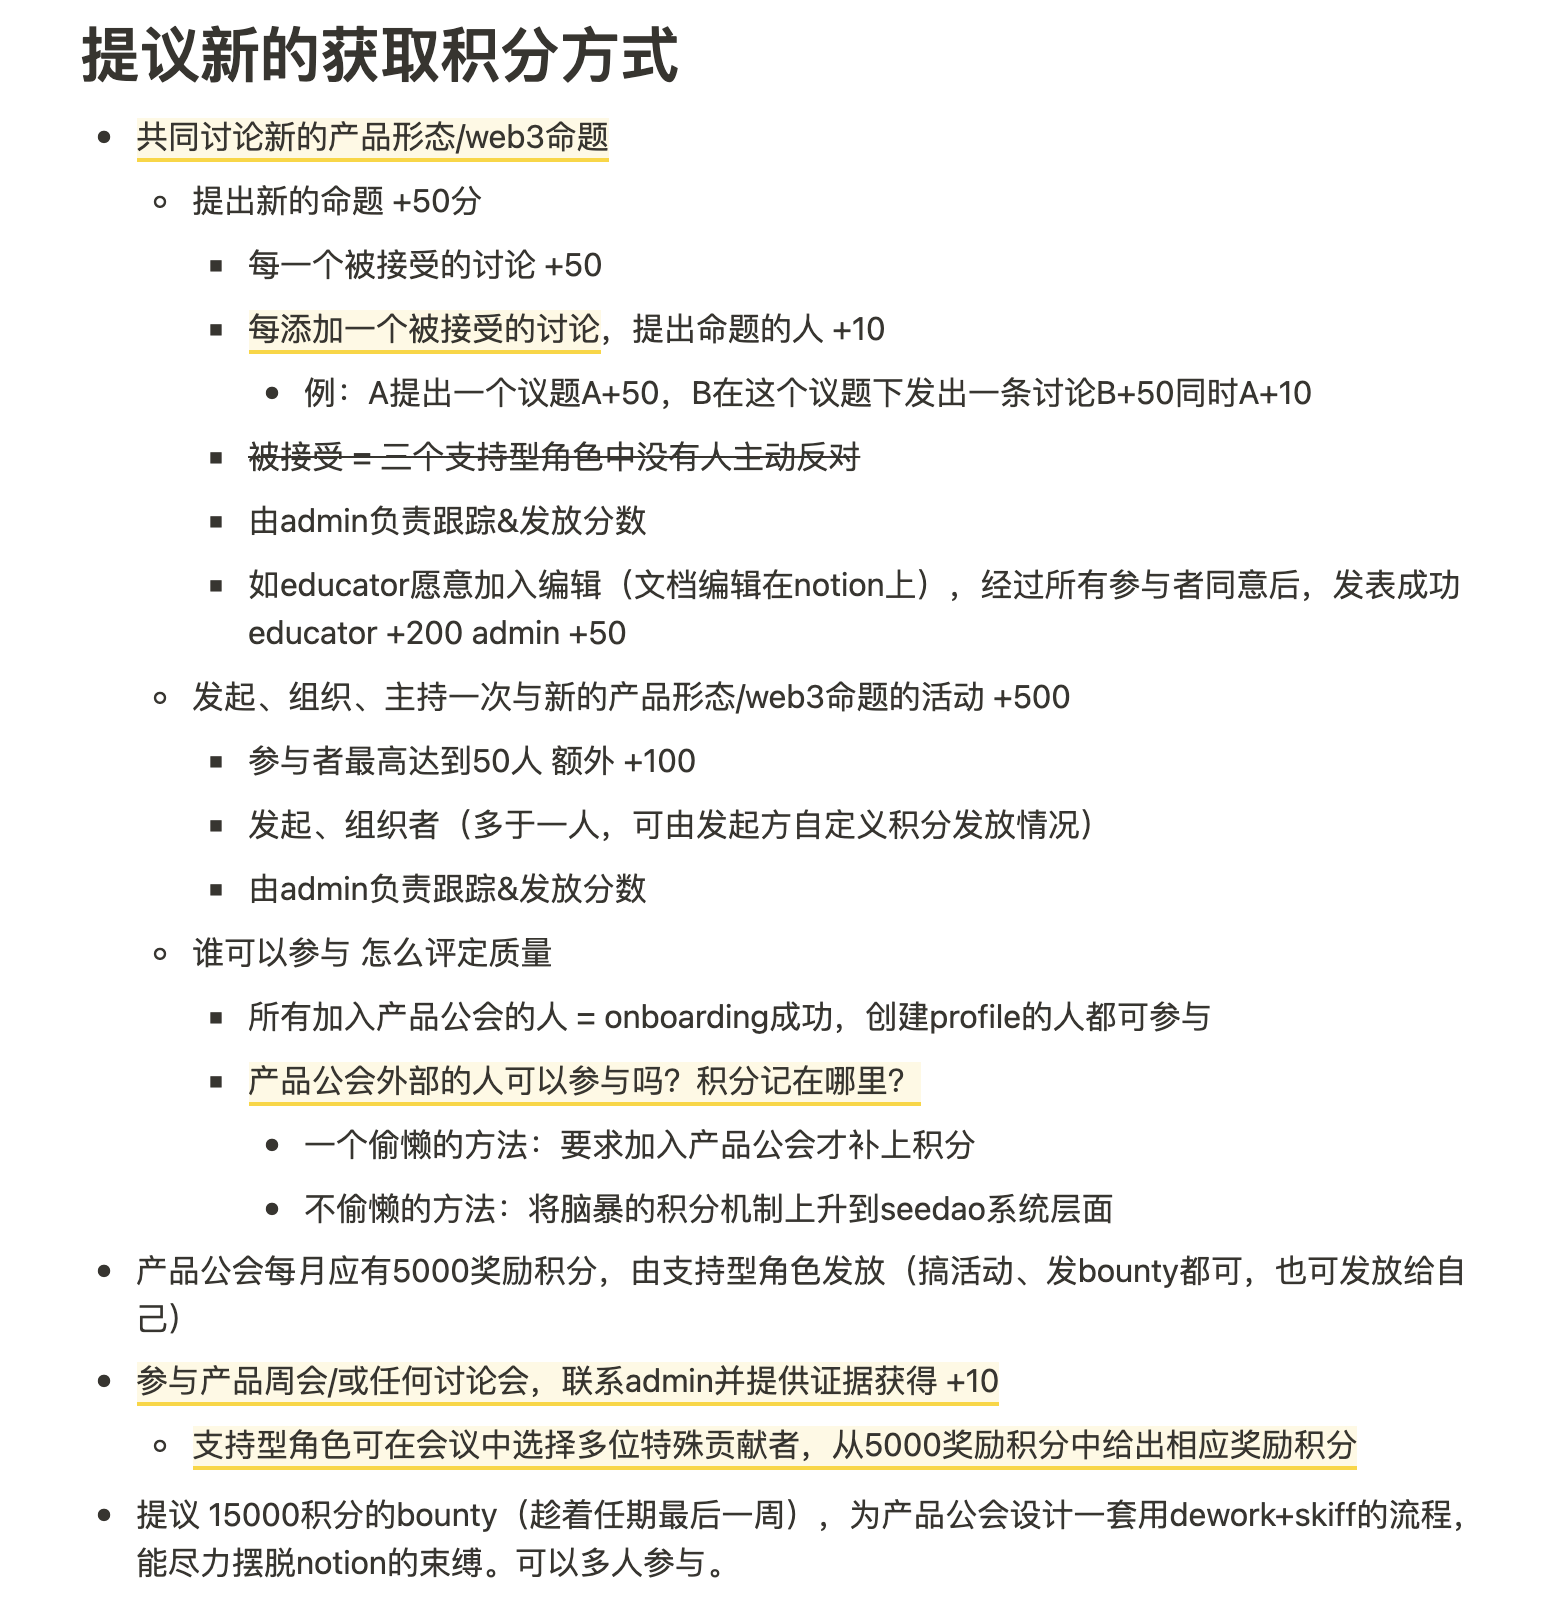 提议新的获取积分方式
共同讨论新的产品形态/web3命题
提出新的命题 +50分
每一个被接受的讨论 +50
每添加一个被接受的讨论，提出命题的人 +10
例：A提出一个议题A+50，B在这个议题下发出一条讨论B+50同时A+10
被接受 = 三个支持型角色中没有人主动反对
由admin负责跟踪&发放分数
如educator愿意加入编辑（文档编辑在notion上），经过所有参与者同意后，发表成功
educator +200 admin +50
发起、组织、主持一次与新的产品形态/web3命题的活动 +500
参与者最高达到50人 额外 +100
发起、组织者（多于一人，可由发起方自定义积分发放情况）
由admin负责跟踪&发放分数
谁可以参与 怎么评定质量
所有加入产品公会的人 = onboarding成功，创建profile的人都可参与
产品公会外部的人可以参与吗？积分记在哪里？
一个偷懒的方法：要求加入产品公会才补上积分
不偷懒的方法：将脑暴的积分机制上升到seedao系统层面
产品公会每月应有5000奖励积分，由支持型角色发放（搞活动、发bounty都可，也可发放给自
己）
参与产品周会/或任何讨论会，联系admin并提供证据获得 +10
支持型角色可在会议中选择多位特殊贡献者，从5000奖励积分中给出相应奖励积分
提议 15000积分的bounty（趁着任期最后一周），为产品公会设计一套用dework+skiff的流程，
能尽力摆脱notion的束缚。可以多人参与。